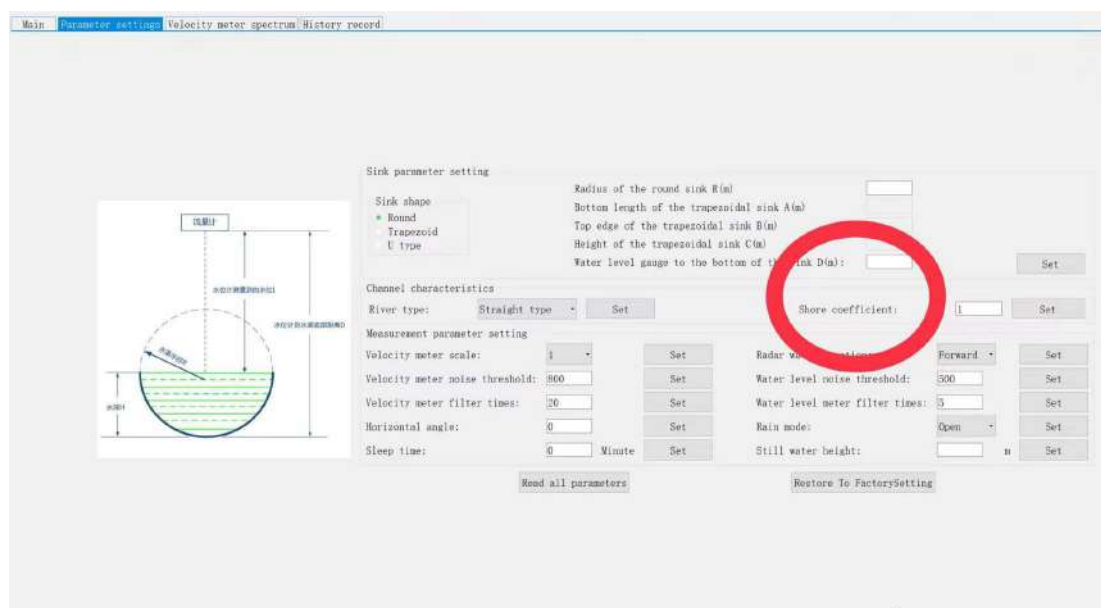 Main Parameter settings Velocity meter spectrum History record
Sink parameter setting
Sink shape
Round
Trapezoid
U type
Radius of the round sink R(m)
Bottom length of the trapezoidal sink A(m)
Top edge of the trapezoidal sink B(m)
Height of the trapezoidal sink C(m)
Water level gauge to the bottom of the sink D(m): Set
流量计
Channel characteristics
River type: Straight type Set Shore coefficient: 1 Set
Measurement parameter setting
Velocity meter scale: 1 Set Radar Forward Set
Velocity meter noise threshold: 800 Set Water level noise threshold: 500 Set
Velocity meter filter times: 20 Set Water level meter filter times: 5 Set
Horizontal angle: 0 Set Rain mode: Open Set
Sleep time: 0 Minute Set Still water height: m Set
Read all parameters Restore To FactorySetting